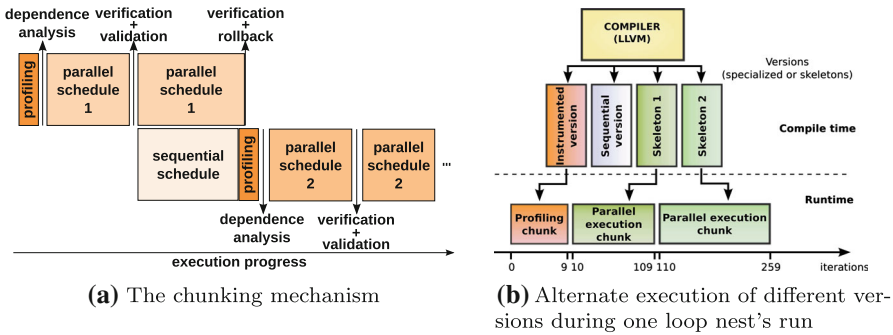 dependence
analysis
verification
+
validation
verification
+
rollback
profiling
parallel
schedule
1
parallel
schedule
1
sequential
schedule
profiling
parallel
schedule
2
parallel
schedule
2
...
dependence
analysis
verification
+
validation
execution progress
(a) The chunking mechanism
COMPILER
(LLVM)
Versions
(specialized or skeletons)
Instrumented
version
Sequential
version
Skeleton 1
Skeleton 2
Compile time
Runtime
Profiling
chunk
Parallel
execution
chunk
Parallel execution
chunk
0 9 10 109 110 259 iterations
(b) Alternate execution of different ver-
sions during one loop nest's run